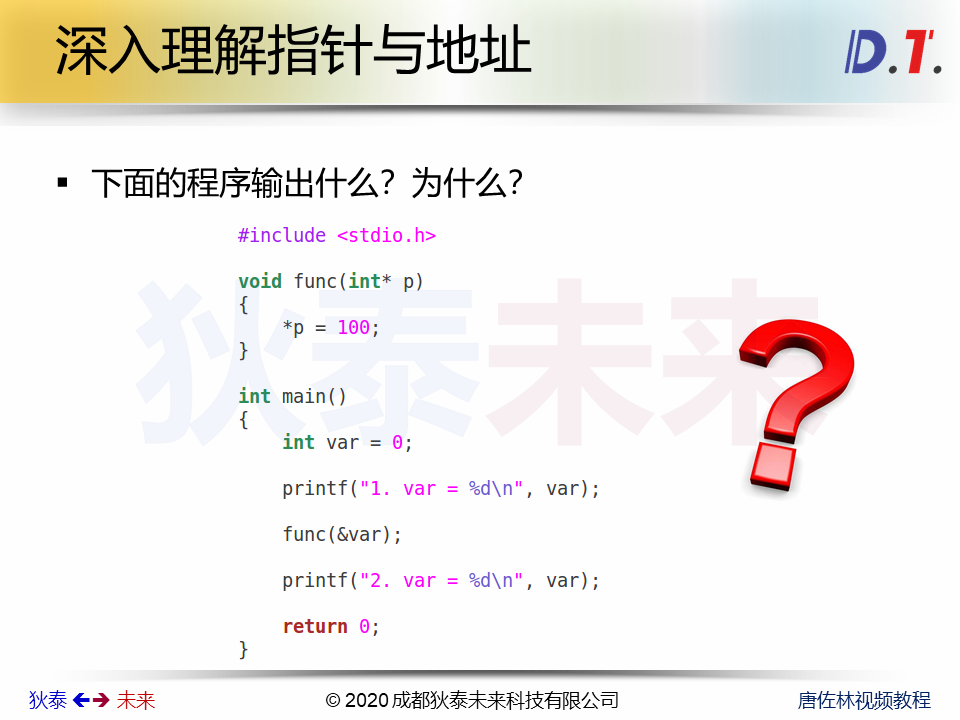 深入理解指针与地址
D.T.
▪ 下面的程序输出什么？为什么？
#include <stdio.h>
void func(int* p)
{
    *p = 100;
}
int main()
{
    int var = 0;
    printf("1. var = %d\n", var);
    func(&var);
    printf("2. var = %d\n", var);
    return 0;
}
狄泰未来
?
狄泰 未来
© 2020 成都狄泰未来科技有限公司
唐佐林视频教程